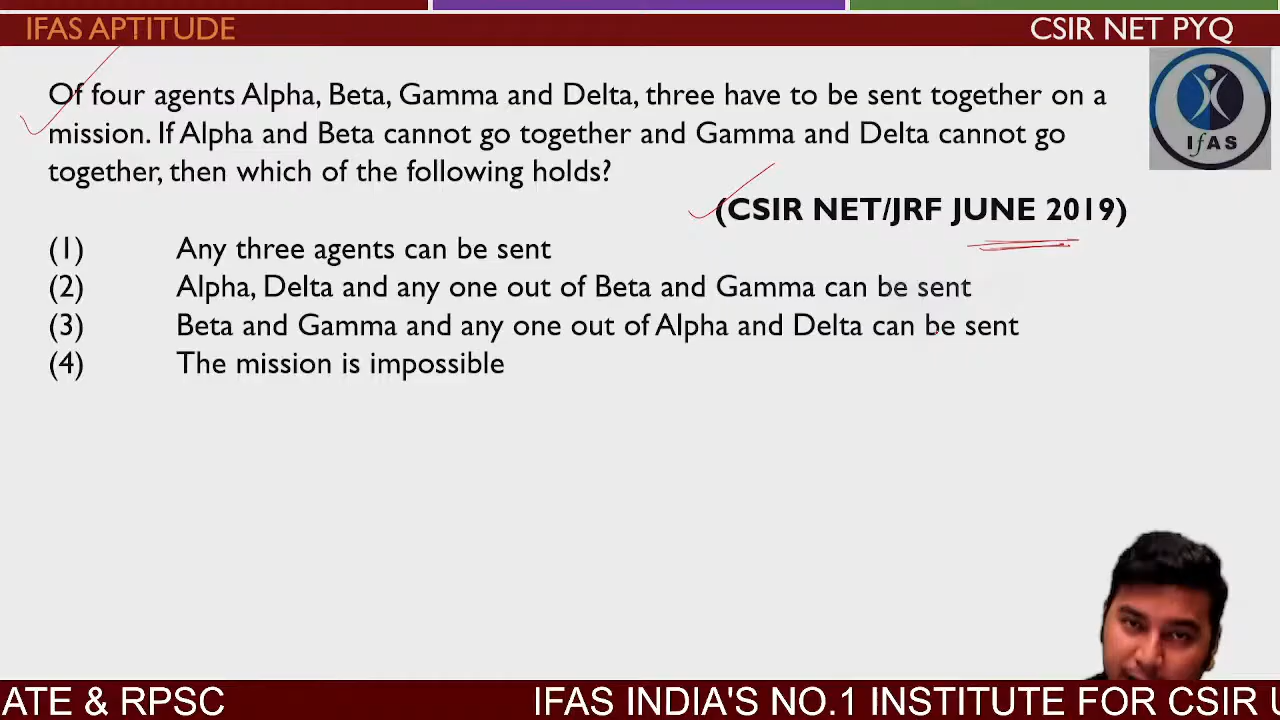 IFAS APTITUDE
CSIR NET PYQ
Of four agents Alpha, Beta, Gamma and Delta, three have to be sent together on a
mission. If Alpha and Beta cannot go together and Gamma and Delta cannot go
together, then which of the following holds?
IfAS
(CSIR NET/JRF JUNE 2019)
(1) Any three agents can be sent
(2) Alpha, Delta and any one out of Beta and Gamma can be sent
(3) Beta and Gamma and any one out of Alpha and Delta can be sent
(4) The mission is impossible
ATE & RPSC IFAS INDIA'S NO.1 INSTITUTE FOR CSIR U